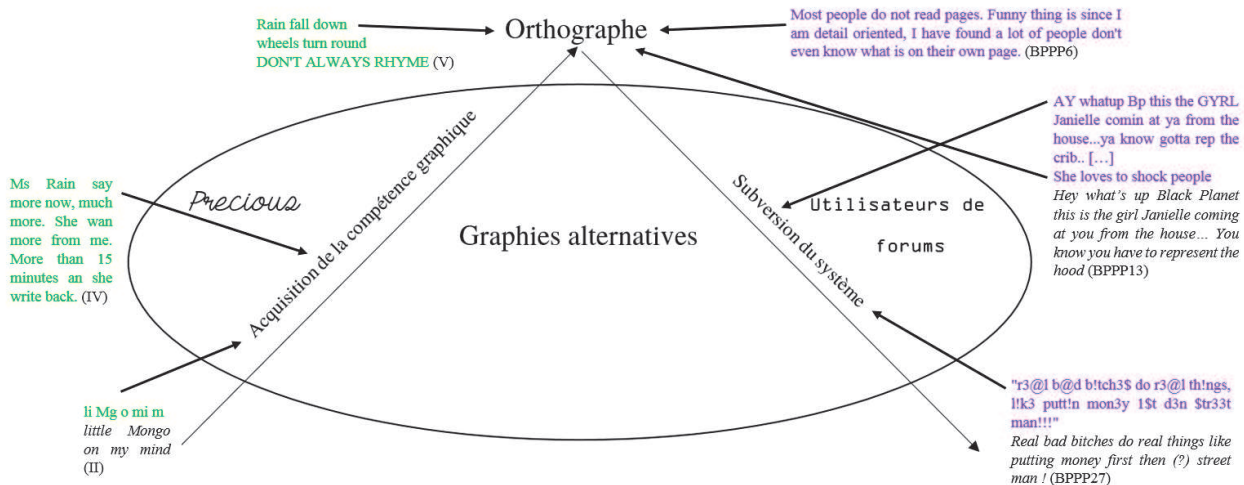 Rain fall down
wheels turn round
DON'T ALWAYS RHYME (V)
Orthographe
Most people do not read pages. Funny thing is since I
am detail oriented, I have found a lot of people don't
even know what is on their own page. (BPPP6)
AY whatup Bp this the GYRL
Janielle comin at ya from the
house...ya know gotta rep the
crib.. [...]
She loves to shock people
Hey what's up Black Planet
this is the girl Janielle coming
at you from the house... You
know you have to represent the
hood (BPPP13)
Ms Rain say
more now, much
more. She wan
more from me.
More than 15
minutes an she
write back. (IV)
Precious
Acquisition de la compétence graphique
Graphies alternatives
Subversion du système
Utilisateurs de
forums
li Mg o mi m
little Mongo
on my mind
(II)
"r3@l b@d b!tch3$ do r3@l th!ngs,
l!k3 putt!n mon3y 1$t d3n $tr33t
man!!!"
Real bad bitches do real things like
putting money first then (?) street
man ! (BPPP27)